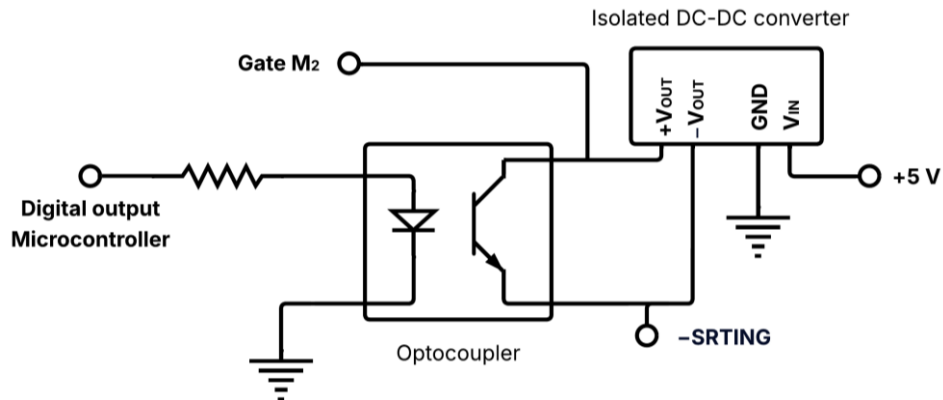 Isolated DC-DC converter
Gate M2
+VOUT
–VOUT
GND
VIN
+5 V
Digital output
Microcontroller
–SRTING
Optocoupler